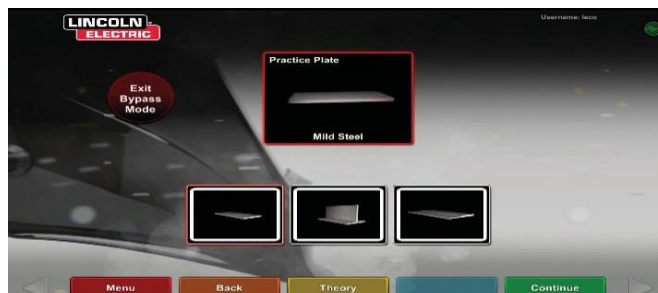 LINCOLN
ELECTRIC
Username: leco
Practice Plate
Exit
Bypass
Mode
Mild Steel
Menu
Back
Theory
Continue